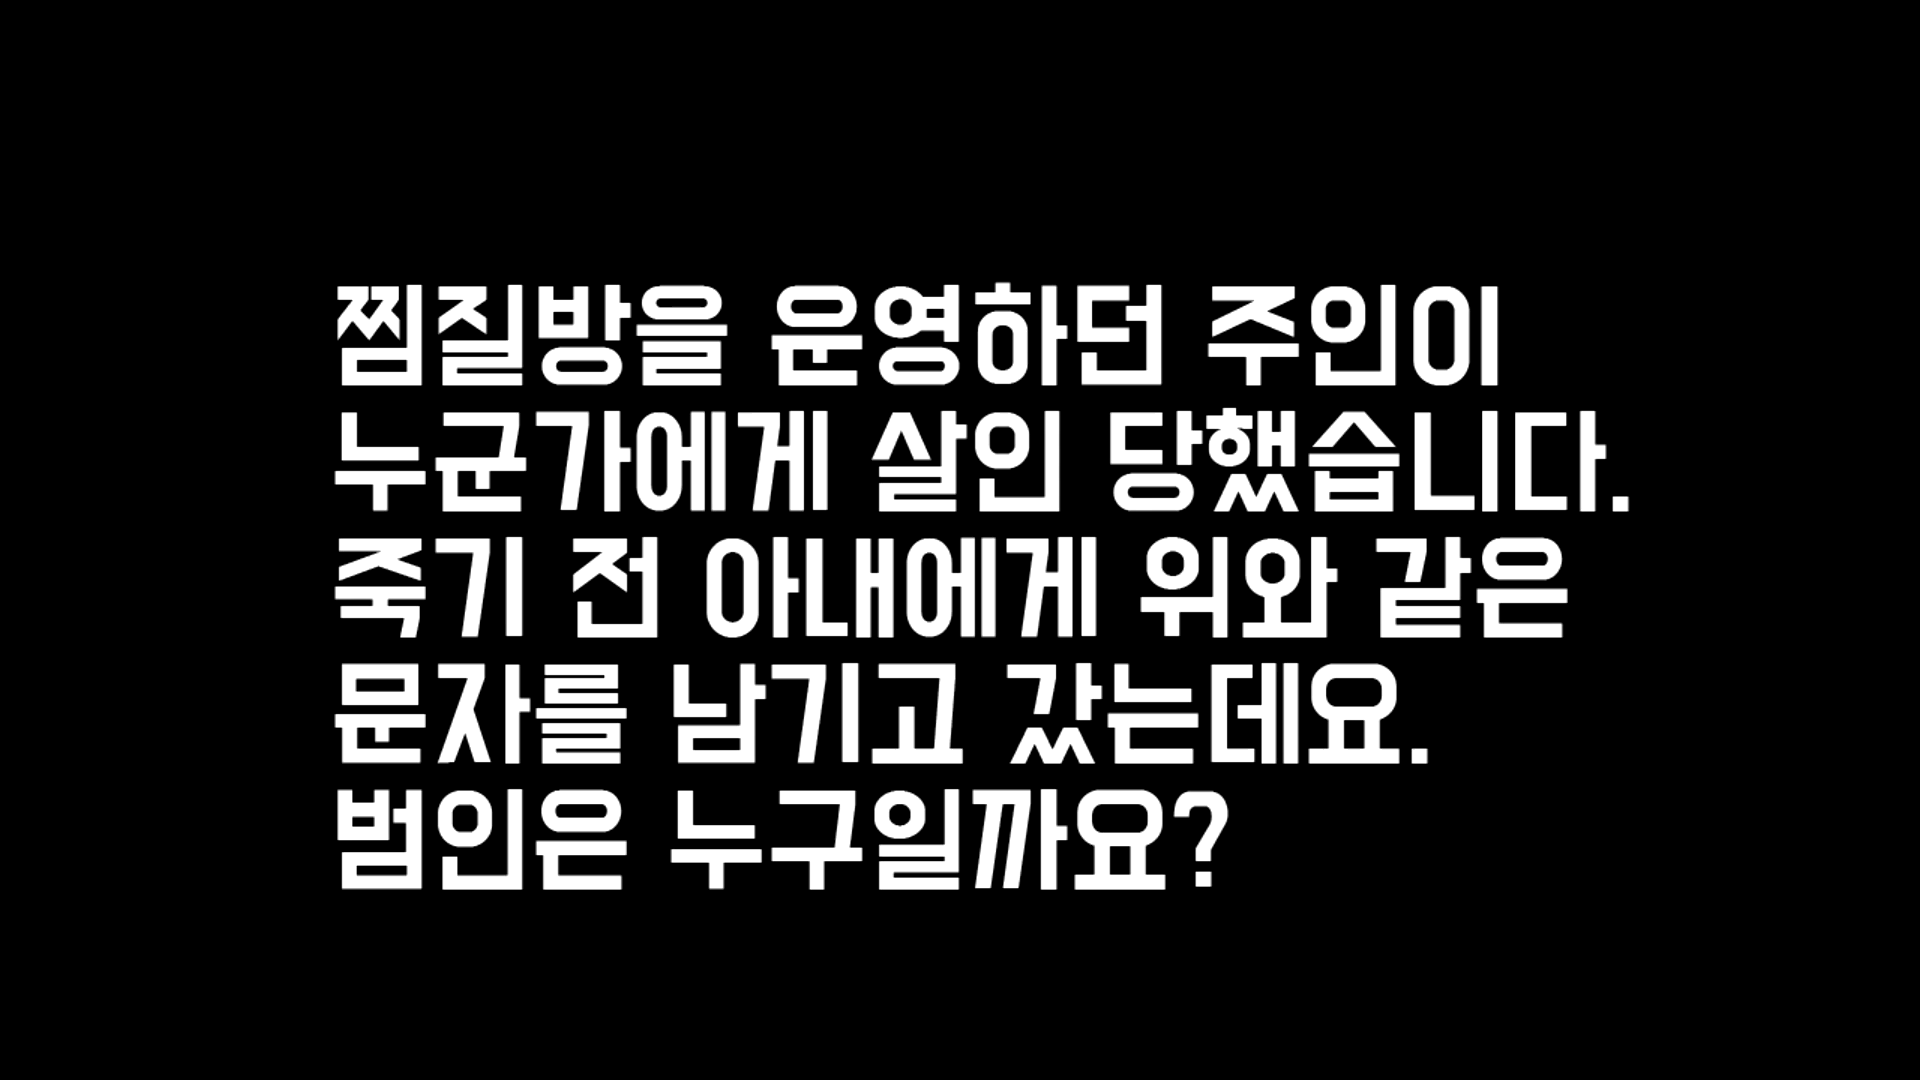 찜질방을 운영하던 주인이
누군가에게 살인 당했습니다.
죽기 전 아내에게 위와 같은
문자를 남기고 갔는데요.
범인은 누구일까요?